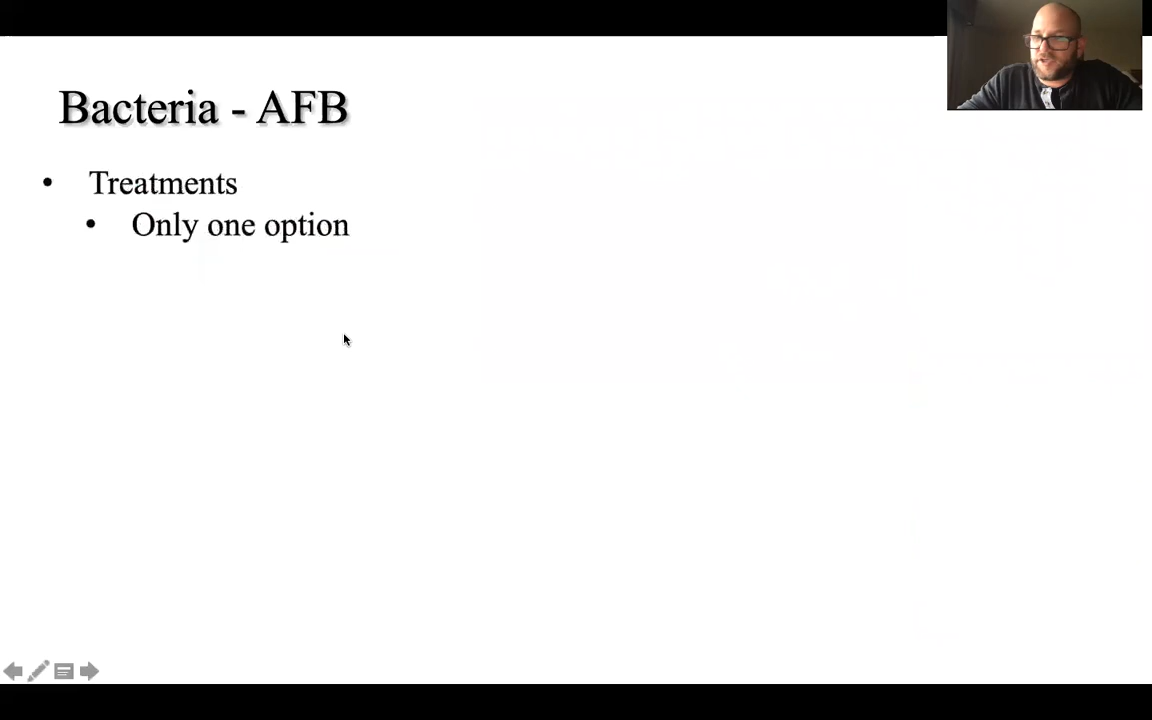 Bacteria - AFB
• Treatments
• Only one option